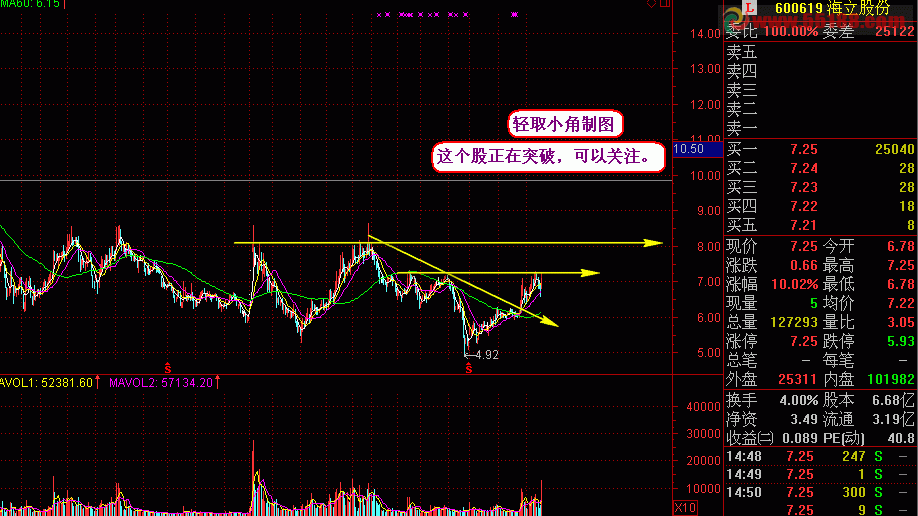 MA60: 6.15
L 600619 海立股份
委比 100.00% 委差 25122
卖五
卖四
卖三
卖二
卖一
买一 7.25 25040
买二 7.24 28
买三 7.23 28
买四 7.22 18
买五 7.21 8
现价 7.25 今开 6.78
涨跌 0.66 最高 7.25
涨幅 10.02% 最低 6.78
现量 5 均价 7.22
总量 127293 量比 3.05
涨停 7.25 跌停 5.93
总笔 — 每笔 —
外盘 25311 内盘 101982
换手 4.00% 股本 6.68亿
净资 3.49 流通 3.19亿
收益㈢ 0.089 PE(动) 40.8
14:48 7.25 247 S —
14:49 7.25 1 S —
14:50 7.25 300 S —
7.25 9 S —
14.00
13.00
12.00
11.00
10.50
10.00
9.00
8.00
7.00
6.00
5.00
轻取小角制图
这个股正在突破，可以关注。
4.92
S
S
AVOL1: 52381.60 MAVOL2: 57134.20
40000
30000
20000
10000
X10